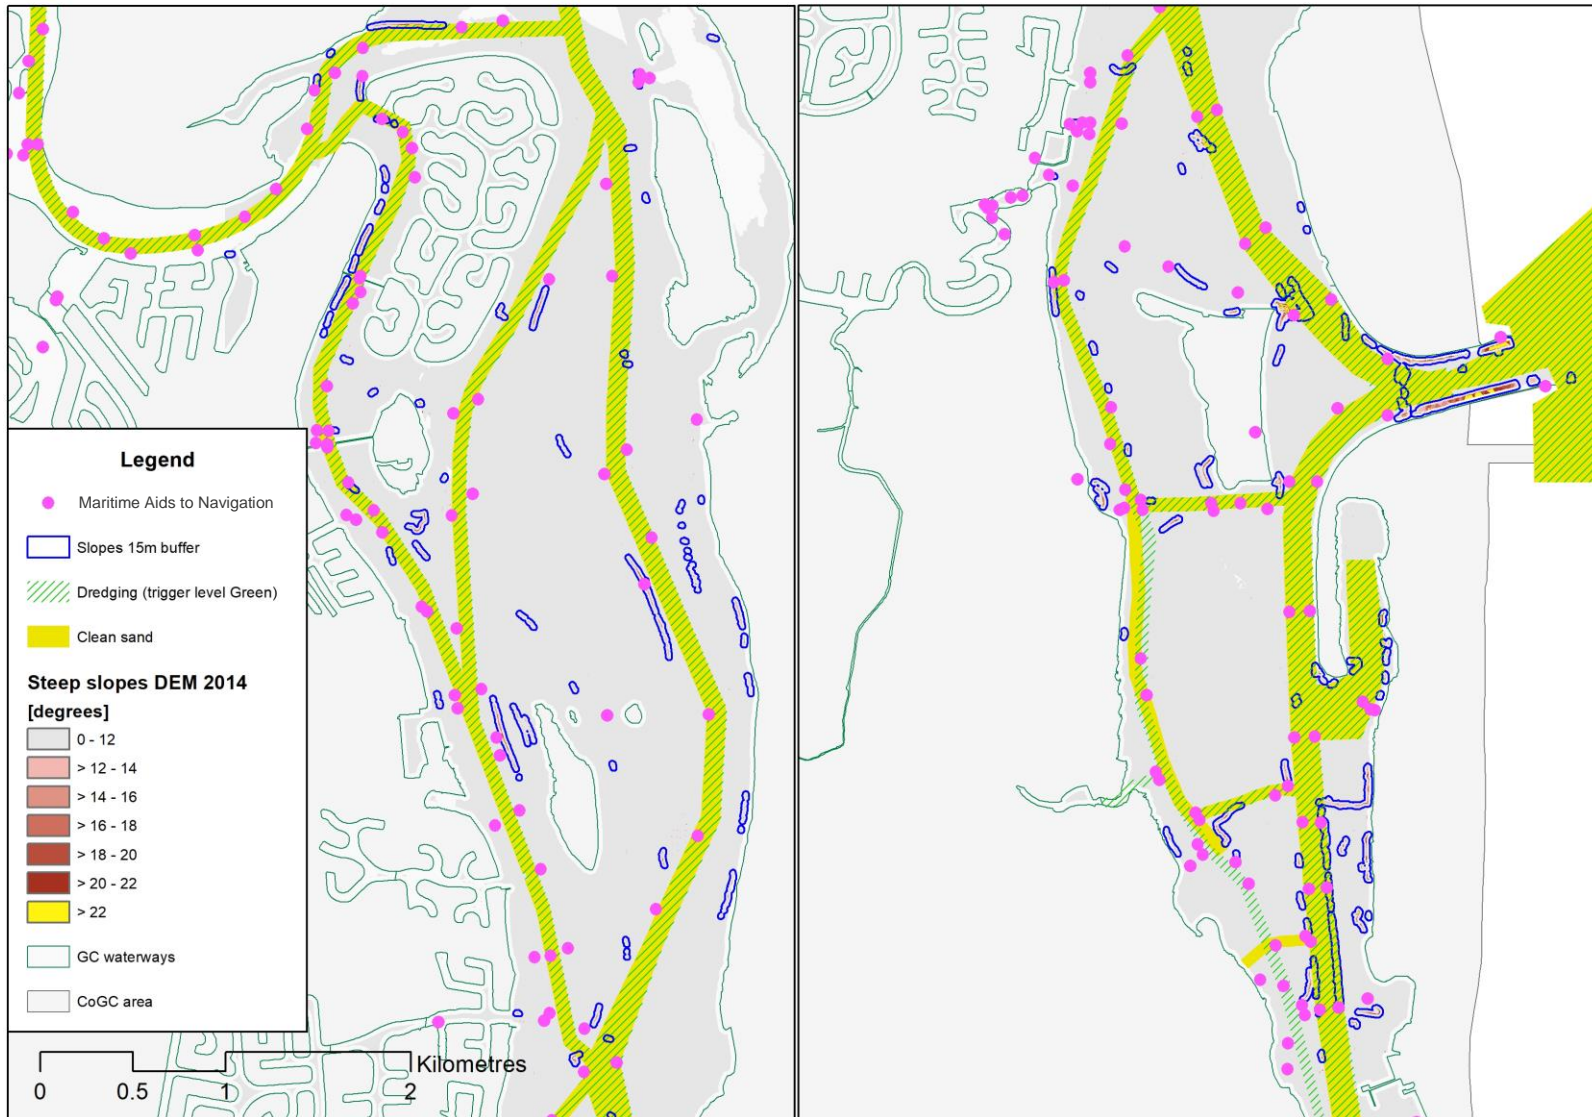 Legend
Maritime Aids to Navigation
Slopes 15m buffer
Dredging (trigger level Green)
Clean sand
Steep slopes DEM 2014
[degrees]
0 - 12
> 12 - 14
> 14 - 16
> 16 - 18
> 18 - 20
> 20 - 22
> 22
GC waterways
CoGC area
Kilometres
0 0.5 1 2